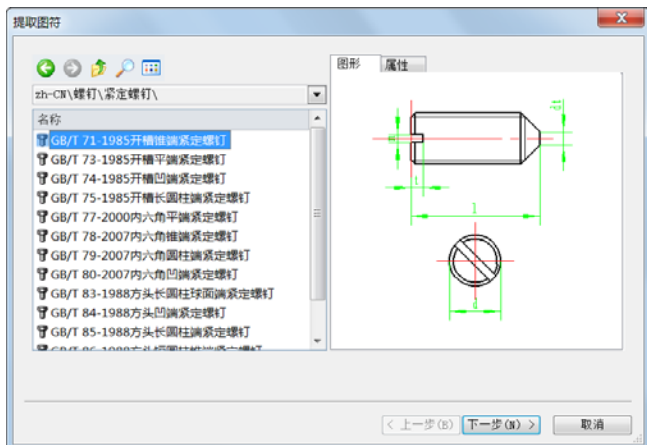 提取图符
图形
属性
zh-CN\螺钉\紧定螺钉\
名称
GB/T 71-1985开槽锥端紧定螺钉
GB/T 73-1985开槽平端紧定螺钉
GB/T 74-1985开槽凹端紧定螺钉
GB/T 75-1985开槽长圆柱端紧定螺钉
GB/T 77-2000内六角平端紧定螺钉
GB/T 78-2007内六角锥端紧定螺钉
GB/T 79-2007内六角圆柱端紧定螺钉
GB/T 80-2007内六角凹端紧定螺钉
GB/T 83-1988方头长圆柱球面端紧定螺钉
GB/T 84-1988方头凹端紧定螺钉
GB/T 85-1988方头长圆柱端紧定螺钉
dt
n
t
l
d
< 上一步(B)
下一步(N) >
取消